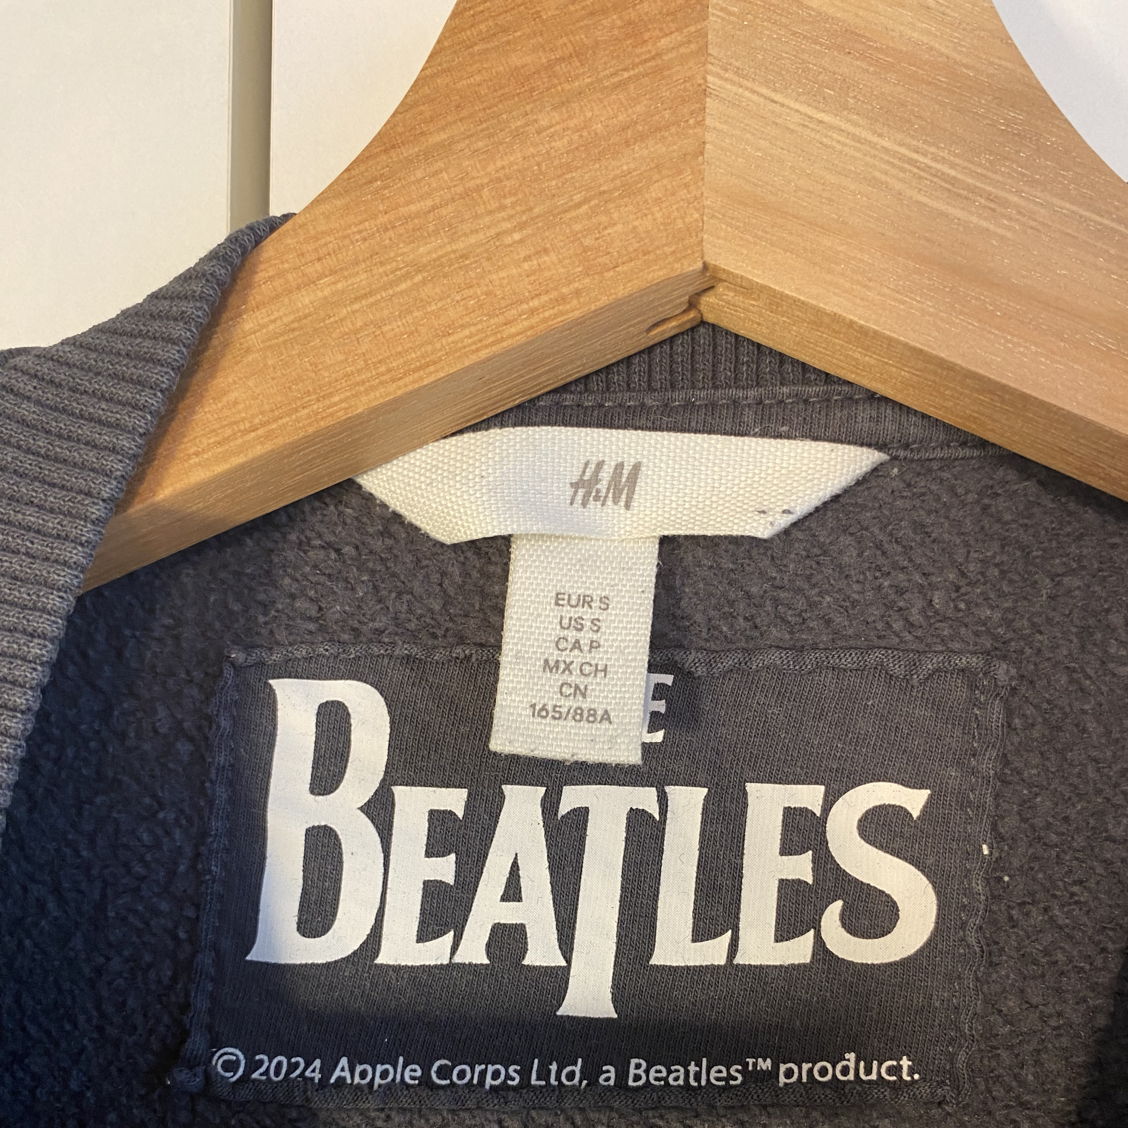 H&M
EUR S
US S
CA P
MX CH
CN
165/88A
BEATLES
© 2024 Apple Corps Ltd, a Beatles™ product.